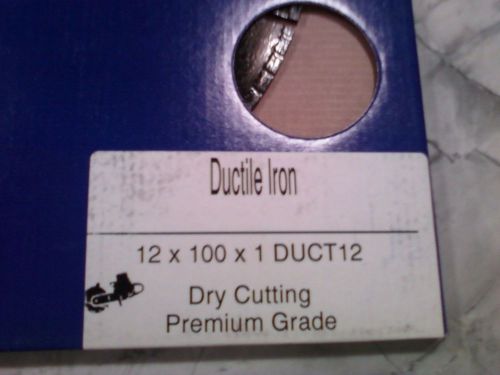 Ductile Iron
12 x 100 x 1 DUCT12
Dry Cutting
Premium Grade